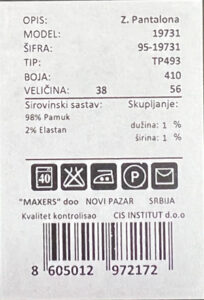 OPIS: Z. Pantalona
MODEL: 19731
ŠIFRA: 95-19731
TIP: TP493
BOJA: 410
VELIČINA: 38 56
Sirovinski sastav: Skupljanje:
98% Pamuk
2% Elastan
dužina: 1 %
širina: 1 %
40 P
"MAXERS" doo NOVI PAZAR SRBIJA
Kvalitet kontrolisao CIS INSTITUT d.o.o
8 605012 972172